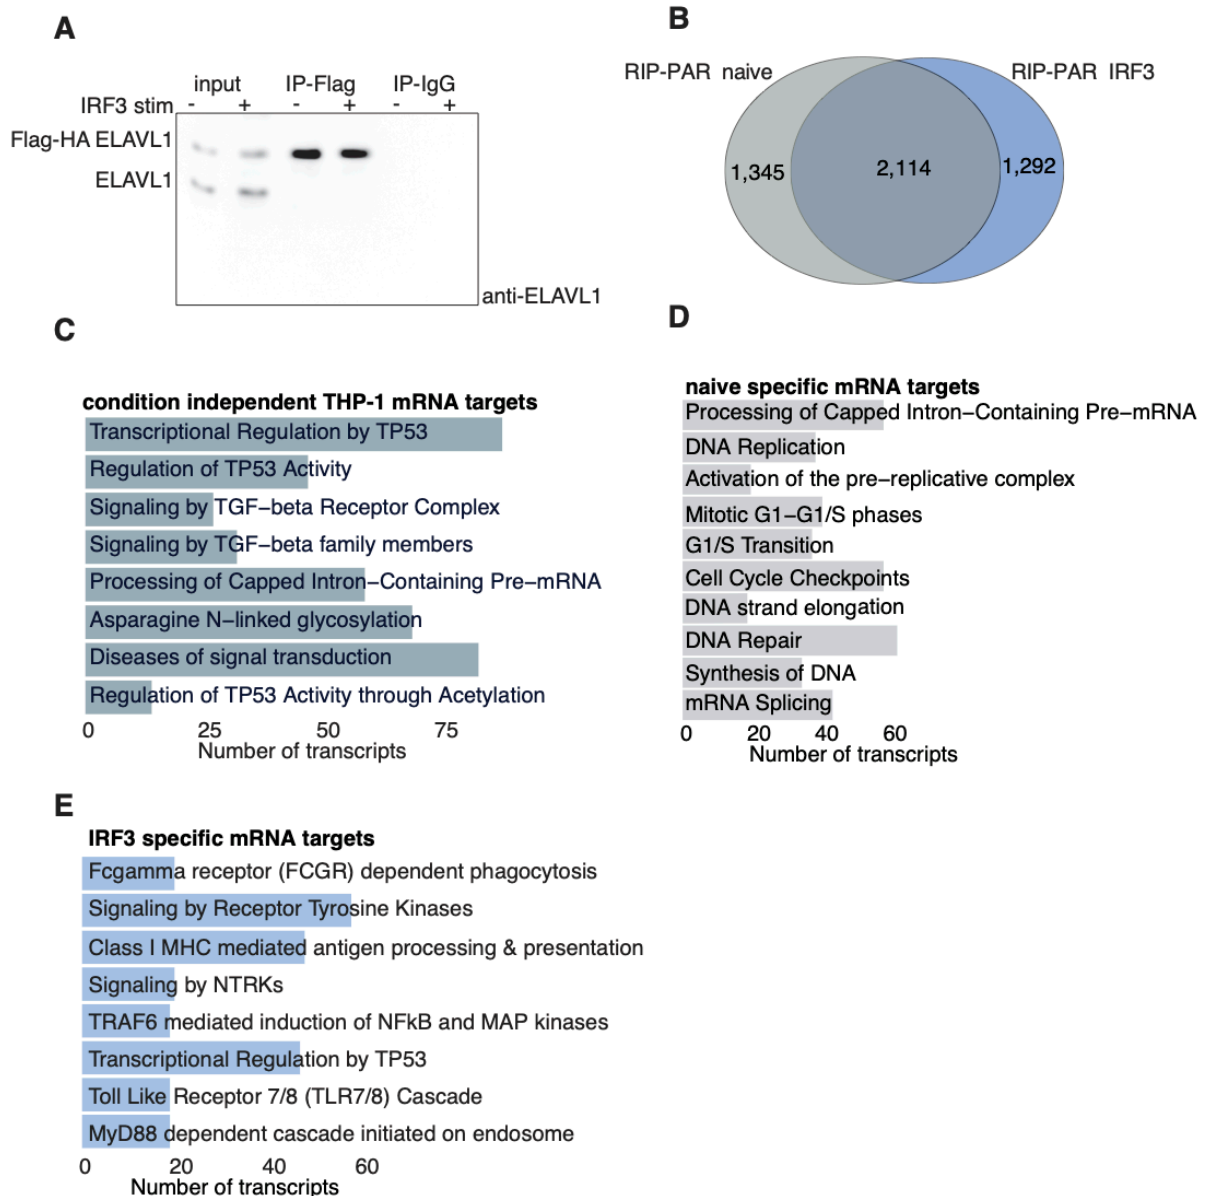 A
input IP-Flag IP-IgG
IRF3 stim - + - + - +
Flag-HA ELAVL1
ELAVL1
anti-ELAVL1
B
RIP-PAR naive RIP-PAR IRF3
1,345 2,114 1,292
C
condition independent THP-1 mRNA targets
Transcriptional Regulation by TP53
Regulation of TP53 Activity
Signaling by TGF−beta Receptor Complex
Signaling by TGF−beta family members
Processing of Capped Intron−Containing Pre−mRNA
Asparagine N−linked glycosylation
Diseases of signal transduction
Regulation of TP53 Activity through Acetylation
0 25 50 75
Number of transcripts
D
naive specific mRNA targets
Processing of Capped Intron−Containing Pre−mRNA
DNA Replication
Activation of the pre−replicative complex
Mitotic G1−G1/S phases
G1/S Transition
Cell Cycle Checkpoints
DNA strand elongation
DNA Repair
Synthesis of DNA
mRNA Splicing
0 20 40 60
Number of transcripts
E
IRF3 specific mRNA targets
Fcgamma receptor (FCGR) dependent phagocytosis
Signaling by Receptor Tyrosine Kinases
Class I MHC mediated antigen processing & presentation
Signaling by NTRKs
TRAF6 mediated induction of NFkB and MAP kinases
Transcriptional Regulation by TP53
Toll Like Receptor 7/8 (TLR7/8) Cascade
MyD88 dependent cascade initiated on endosome
0 20 40 60
Number of transcripts